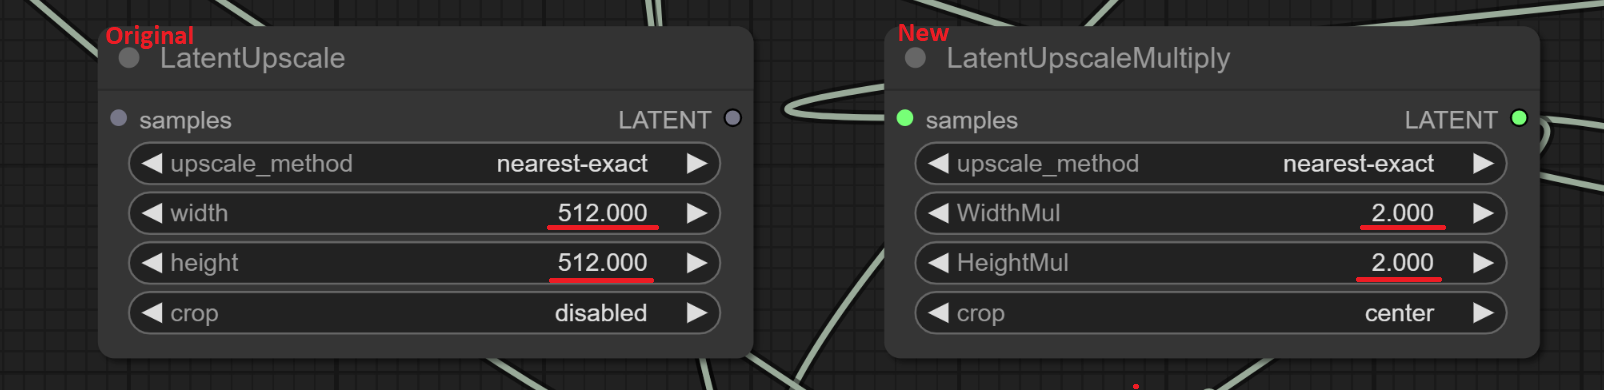 Original
LatentUpscale
samples LATENT
upscale_method nearest-exact
width 512.000
height 512.000
crop disabled
New
LatentUpscaleMultiply
samples LATENT
upscale_method nearest-exact
WidthMul 2.000
HeightMul 2.000
crop center